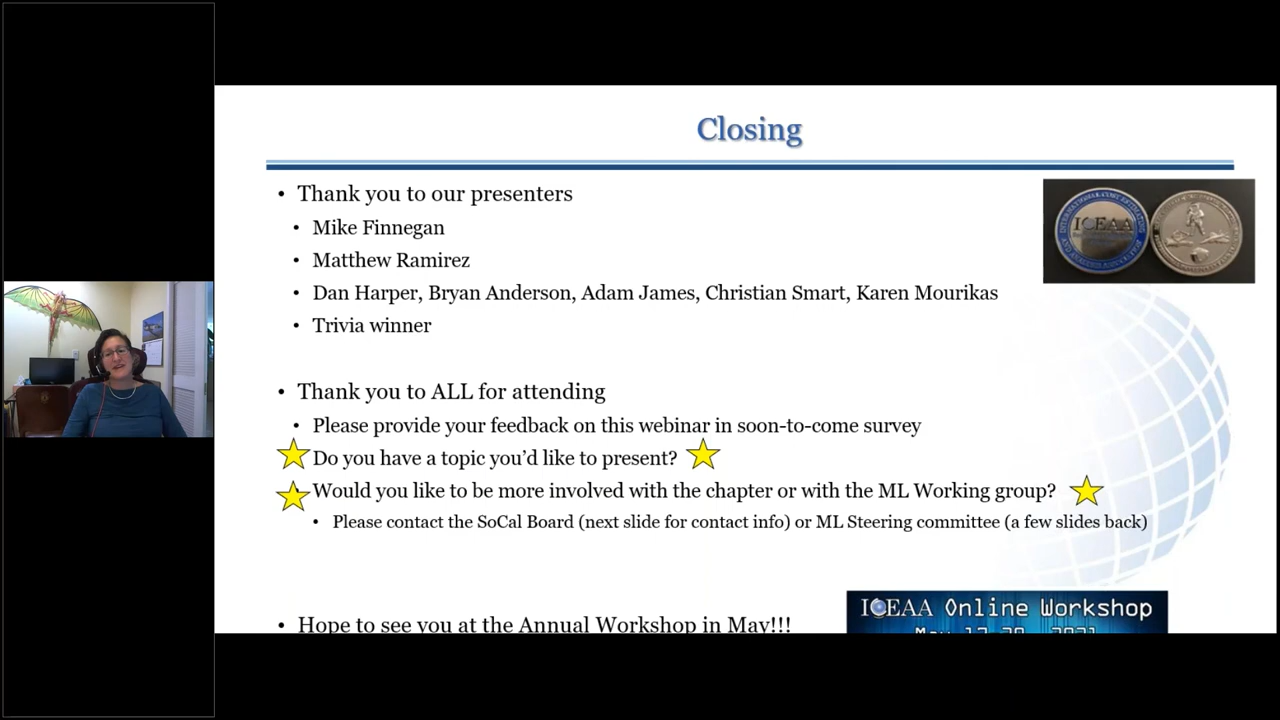 Closing
Thank you to our presenters
Mike Finnegan
Matthew Ramirez
Dan Harper, Bryan Anderson, Adam James, Christian Smart, Karen Mourikas
Trivia winner
ICEAA
Thank you to ALL for attending
Please provide your feedback on this webinar in soon-to-come survey
Do you have a topic you'd like to present?
Would you like to be more involved with the chapter or with the ML Working group?
Please contact the SoCal Board (next slide for contact info) or ML Steering committee (a few slides back)
Hope to see you at the Annual Workshop in May!!!
ICEAA Online Workshop